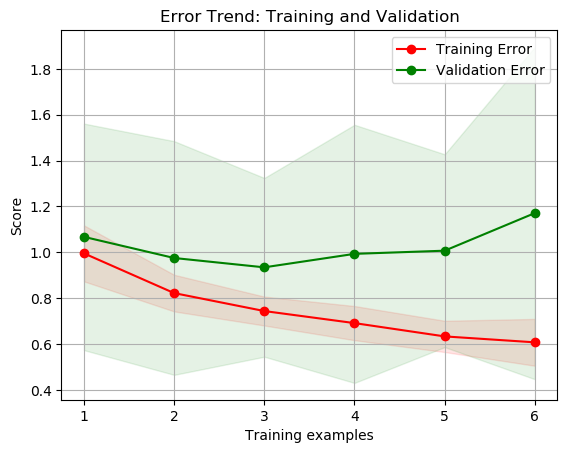 Error Trend: Training and Validation
Training Error
Validation Error
Score
1.8
1.6
1.4
1.2
1.0
0.8
0.6
0.4
1 2 3 4 5 6
Training examples